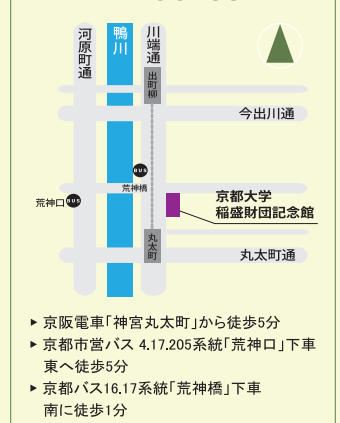 河原町通
鴨川
川端通
出町柳
今出川通
BUS
荒神橋
荒神口
BUS
京都大学
稲盛財団記念館
丸太町
丸太町通
▶ 京阪電車「神宮丸太町」から徒歩5分
▶ 京都市営バス 4.17.205系統「荒神口」下車
東へ徒歩5分
▶ 京都バス16.17系統「荒神橋」下車
南に徒歩1分